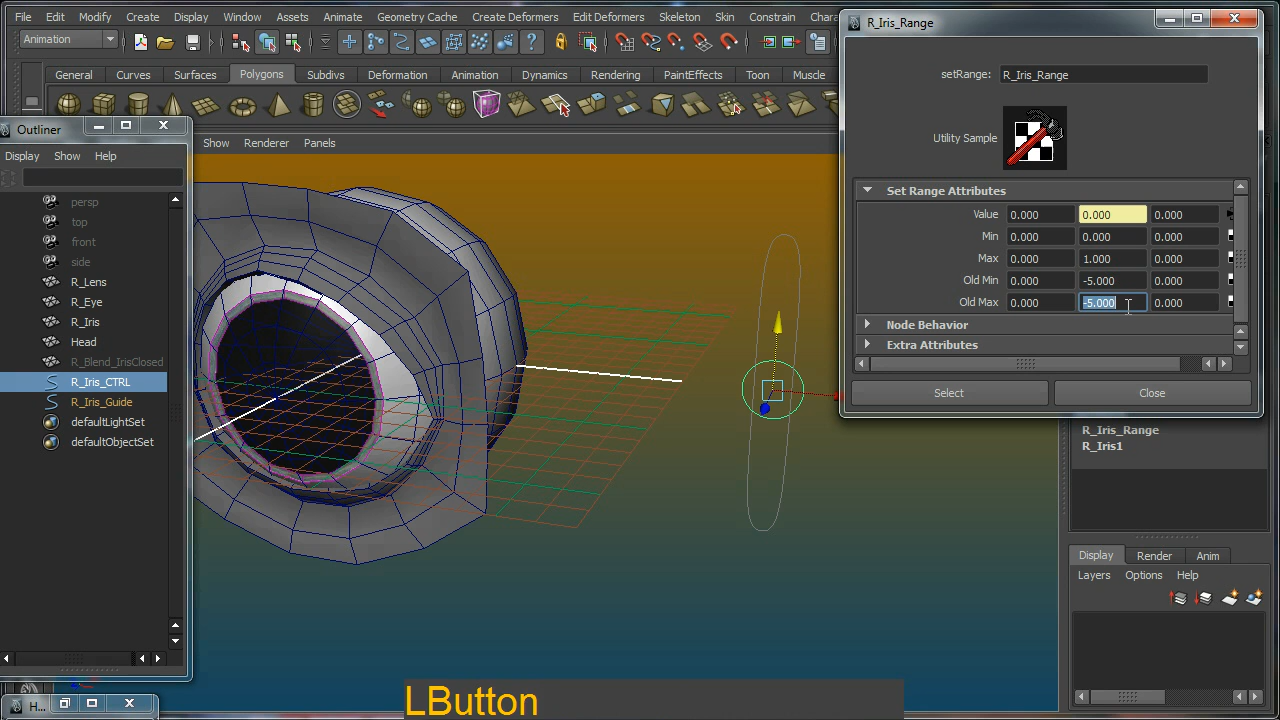 File Edit Modify Create Display Window Assets Animate Geometry Cache Create Deformers Edit Deformers Skeleton Skin Constrain Chara
Animation
General Curves Surfaces Polygons Subdivs Deformation Animation Dynamics Rendering PaintEffects Toon Muscle
Outliner
Display Show Help
persp
top
front
side
R_Lens
R_Eye
R_Iris
Head
R_Blend_IrisClosed
R_Iris_CTRL
R_Iris_Guide
defaultLightSet
defaultObjectSet
H...
Show Renderer Panels
R_Iris_Range
setRange: R_Iris_Range
Utility Sample
Set Range Attributes
Value 0.000 0.000 0.000
Min 0.000 0.000 0.000
Max 0.000 1.000 0.000
Old Min 0.000 -5.000 0.000
Old Max 0.000 -5.000 0.000
Node Behavior
Extra Attributes
Select Close
R_Iris_Range
R_Iris1
Display Render Anim
Layers Options Help
LButton